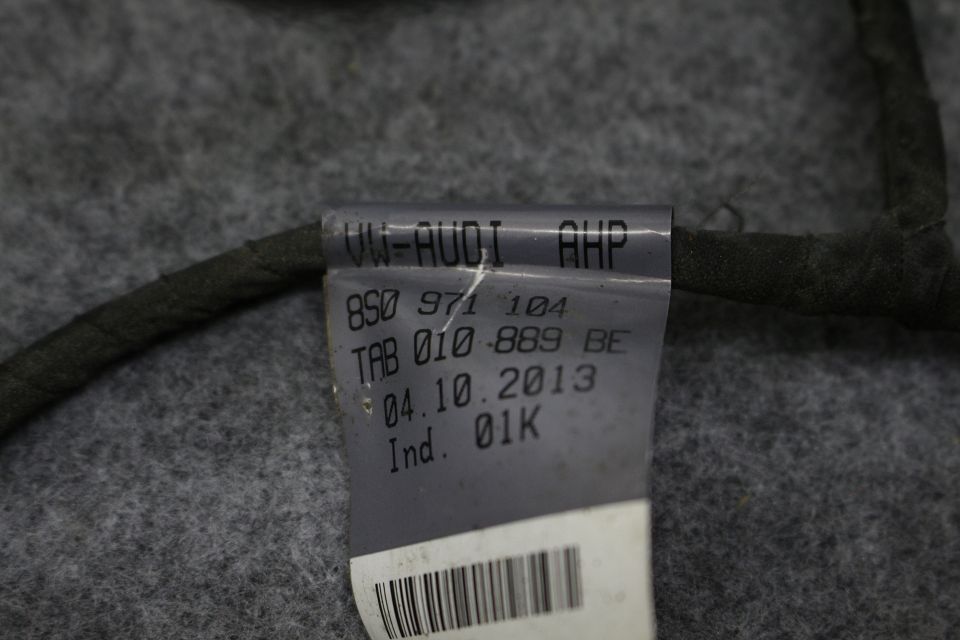 VW-AUDI AHP
8S0 971 104
TAB 010 889 BE
04.10.2013
Ind. 01K